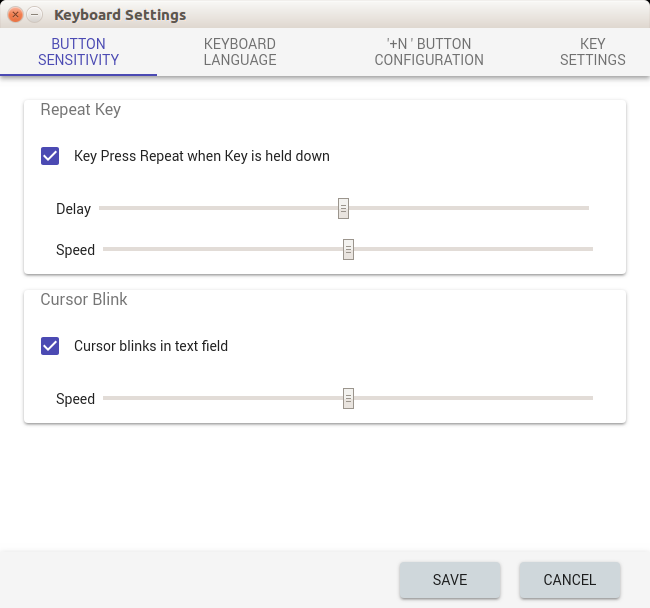 Keyboard Settings
BUTTON
SENSITIVITY
KEYBOARD
LANGUAGE
'+N ' BUTTON
CONFIGURATION
KEY
SETTINGS
Repeat Key
Key Press Repeat when Key is held down
Delay
Speed
Cursor Blink
Cursor blinks in text field
Speed
SAVE
CANCEL